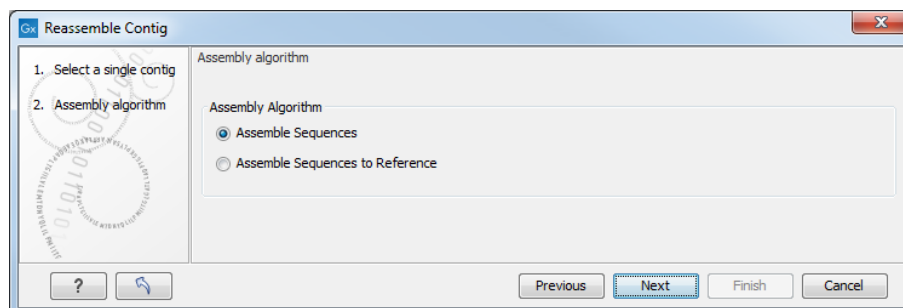 Gx Reassemble Contig
1. Select a single contig
2. Assembly algorithm
Assembly algorithm
Assembly Algorithm
Assemble Sequences
Assemble Sequences to Reference
?
Previous
Next
Finish
Cancel